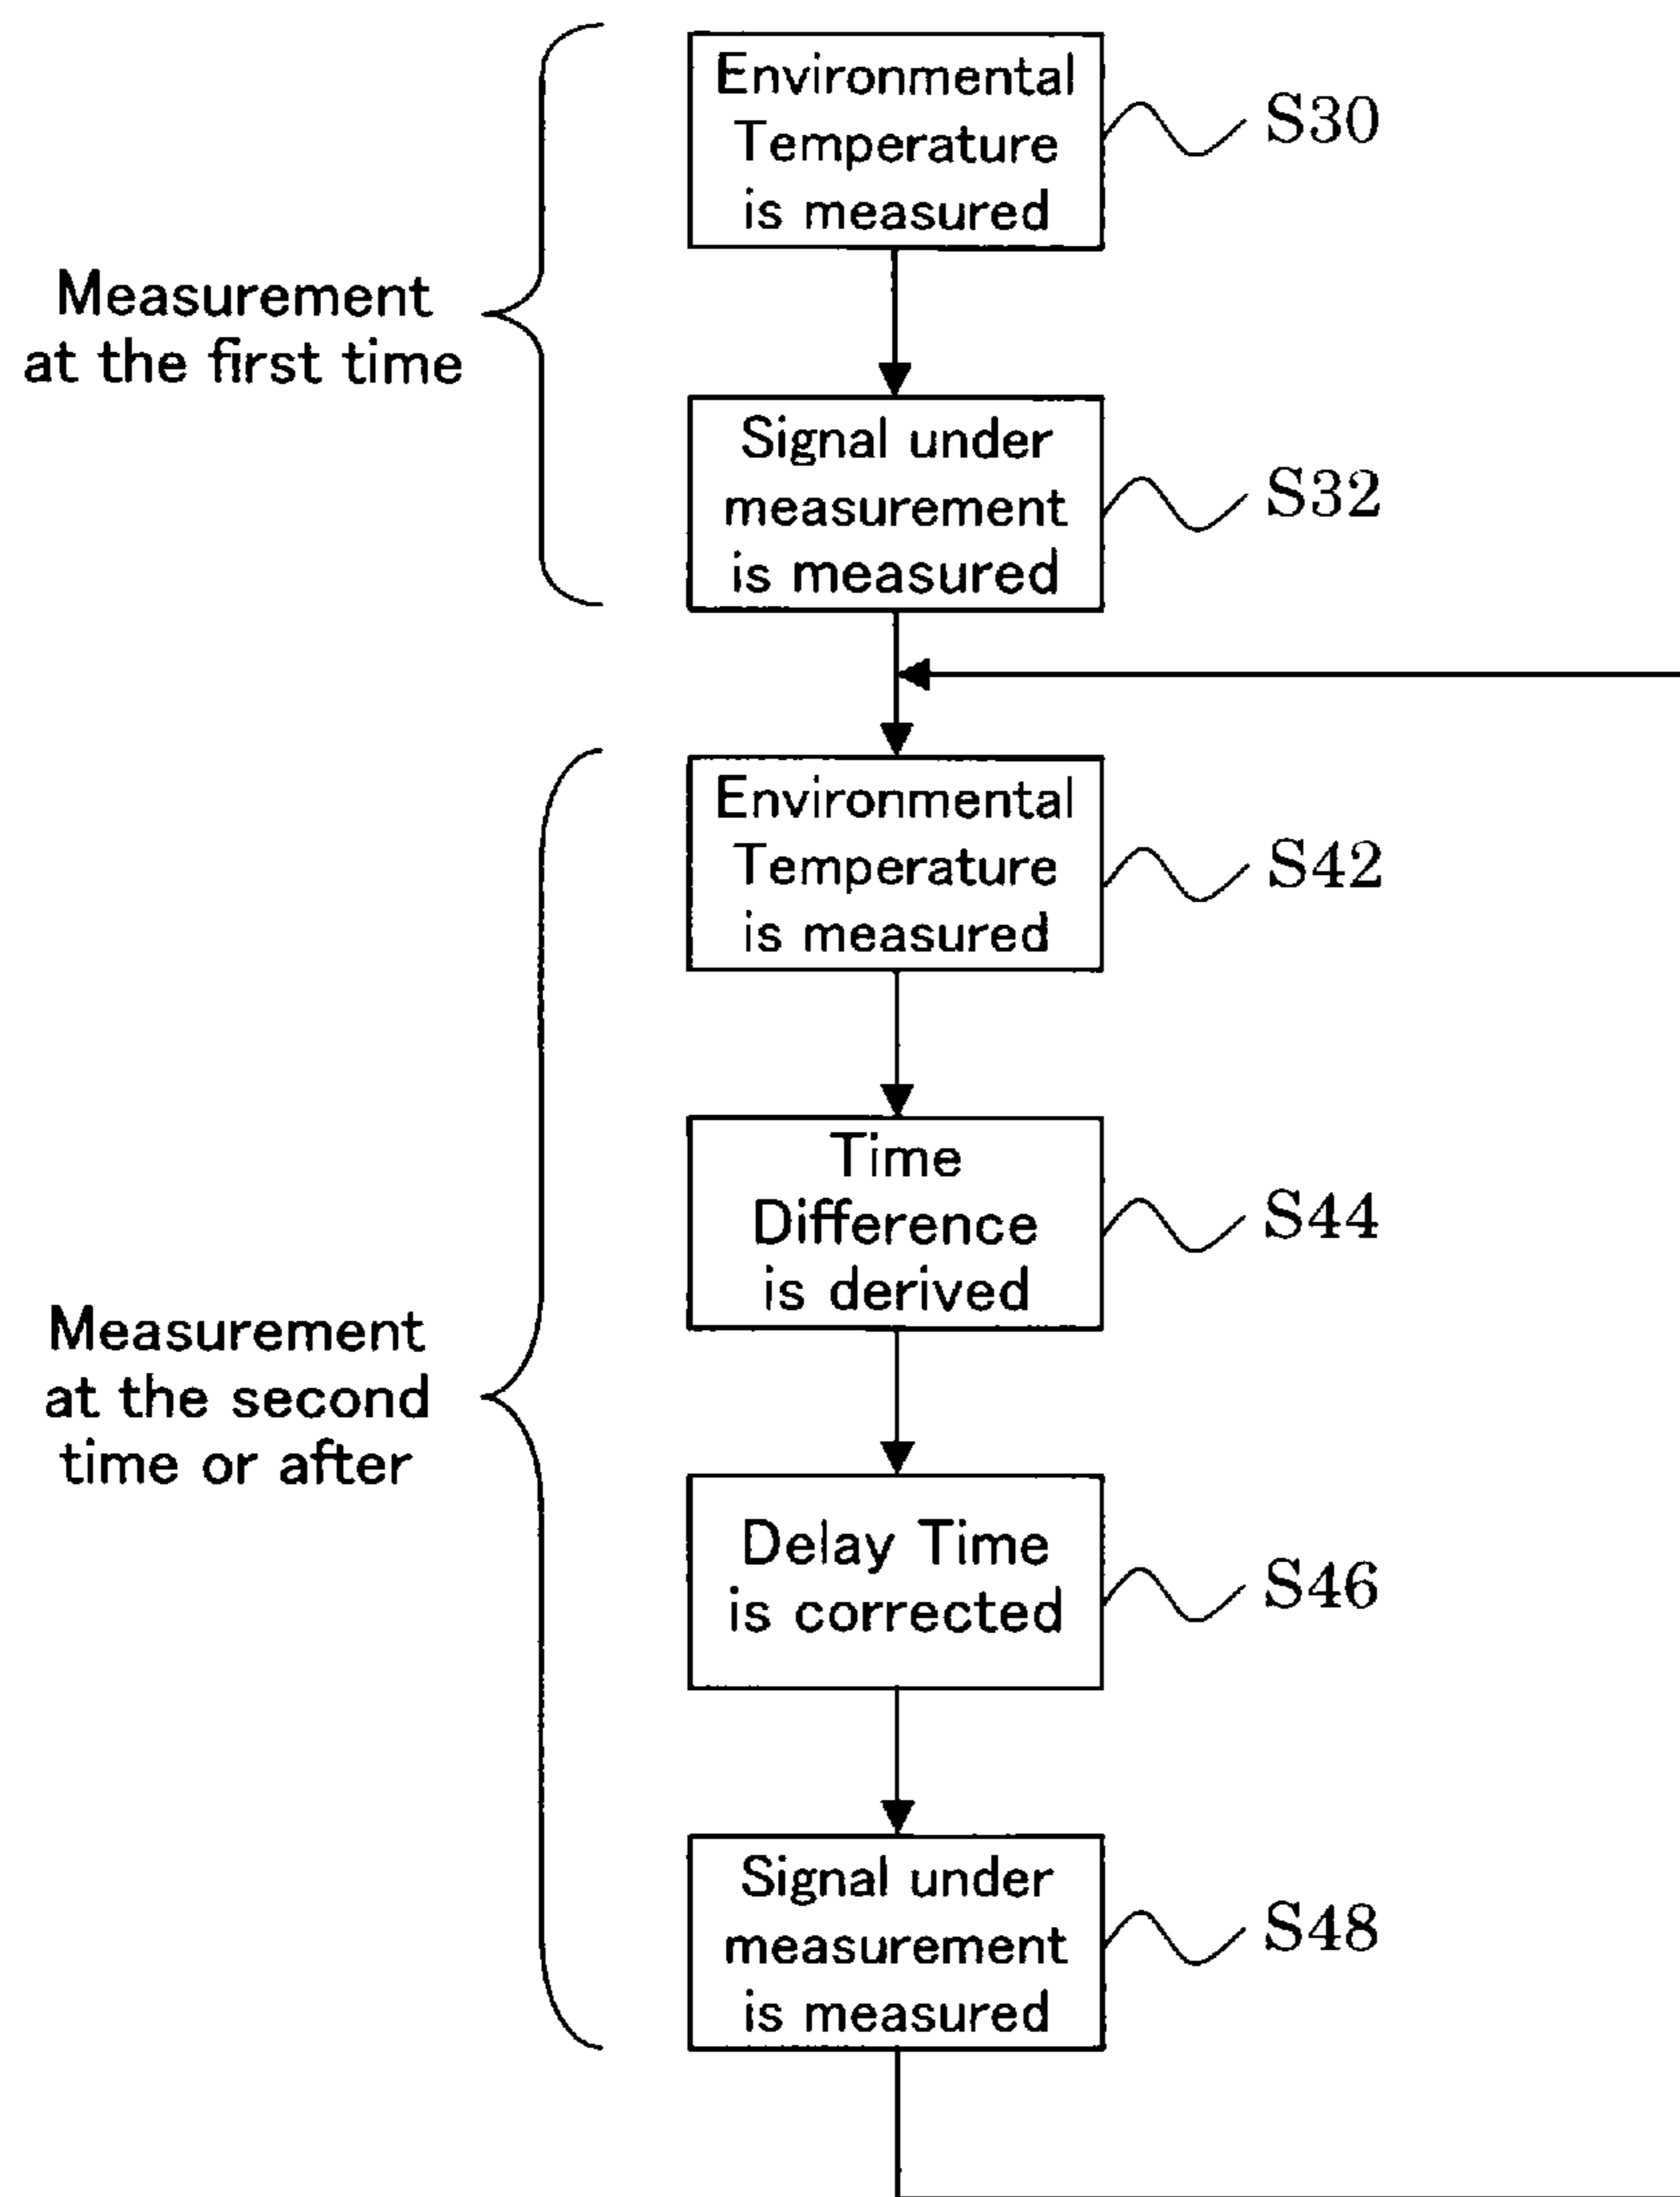 Environmental
Temperature
is measured
S30
Measurement
at the first time
Signal under
measurement
is measured
S32
Environmental
Temperature
is measured
S42
Time
Difference
is derived
S44
Measurement
at the second
time or after
Delay Time
is corrected
S46
Signal under
measurement
is measured
S48